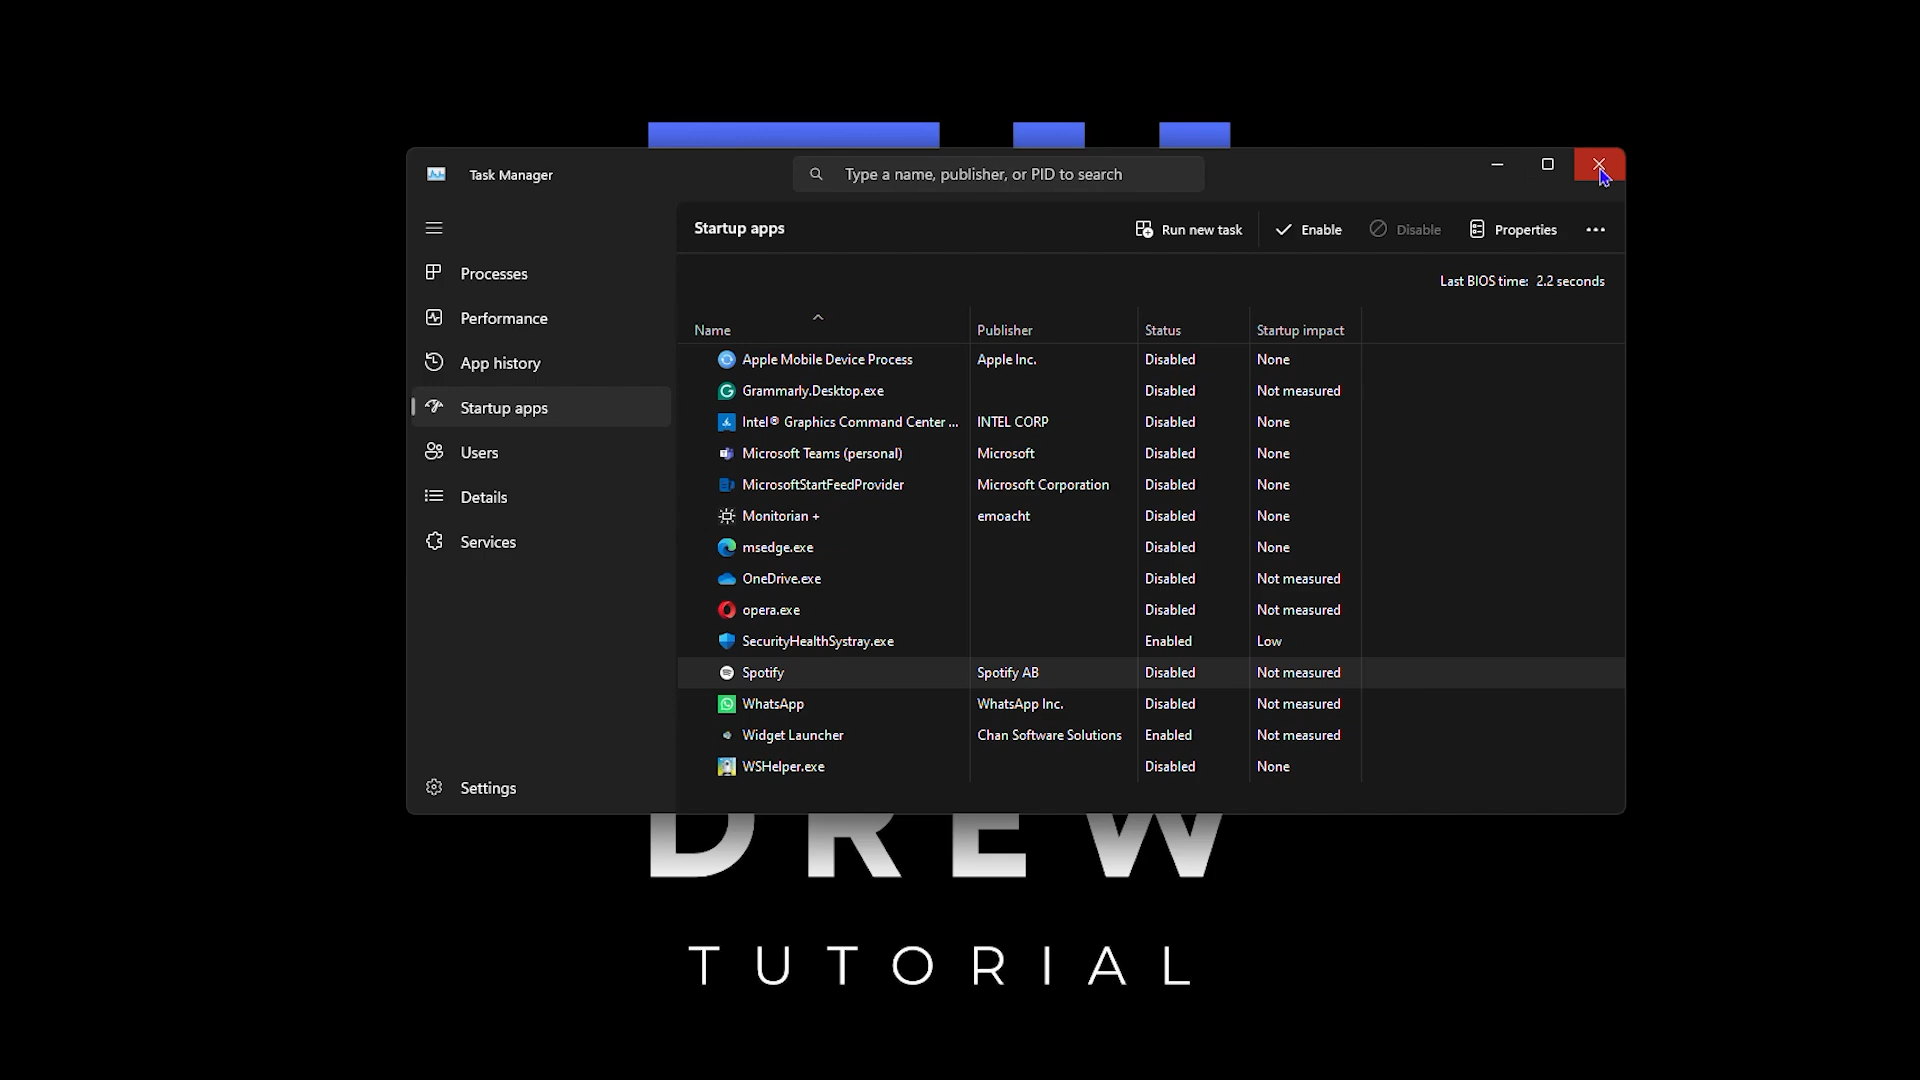 Task Manager
Type a name, publisher, or PID to search
Startup apps
Run new task
Enable
Disable
Properties
Last BIOS time: 2.2 seconds
Processes
Performance
App history
Startup apps
Users
Details
Services
Settings
Name Publisher Status Startup impact
Apple Mobile Device Process Apple Inc. Disabled None
Grammarly.Desktop.exe Disabled Not measured
Intel® Graphics Command Center ... INTEL CORP Disabled None
Microsoft Teams (personal) Microsoft Disabled None
MicrosoftStartFeedProvider Microsoft Corporation Disabled None
Monitorian + emoacht Disabled None
msedge.exe Disabled None
OneDrive.exe Disabled Not measured
opera.exe Disabled Not measured
SecurityHealthSystray.exe Enabled Low
Spotify Spotify AB Disabled Not measured
WhatsApp WhatsApp Inc. Disabled Not measured
Widget Launcher Chan Software Solutions Enabled Not measured
WSHelper.exe Disabled None
DREW
TUTORIAL